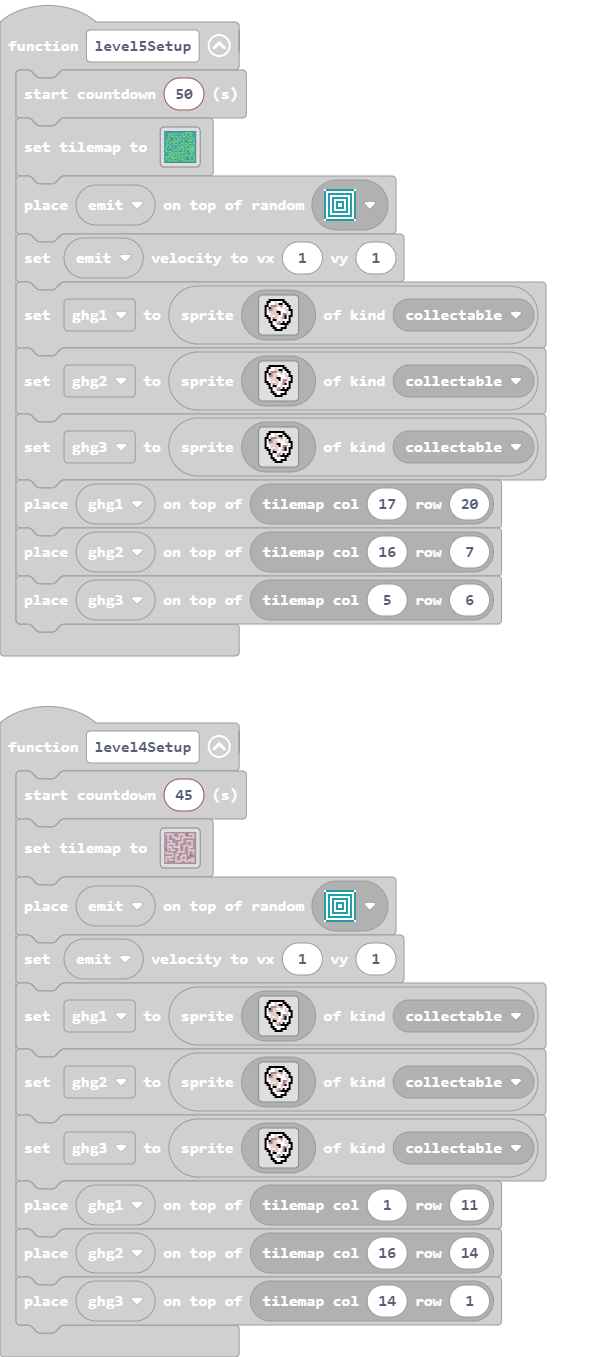 function level5Setup
start countdown 50 (s)
set tilemap to
place emit on top of random
set emit velocity to vx 1 vy 1
set ghg1 to sprite of kind collectable
set ghg2 to sprite of kind collectable
set ghg3 to sprite of kind collectable
place ghg1 on top of tilemap col 17 row 20
place ghg2 on top of tilemap col 16 row 7
place ghg3 on top of tilemap col 5 row 6
function level4Setup
start countdown 45 (s)
set tilemap to
place emit on top of random
set emit velocity to vx 1 vy 1
set ghg1 to sprite of kind collectable
set ghg2 to sprite of kind collectable
set ghg3 to sprite of kind collectable
place ghg1 on top of tilemap col 1 row 11
place ghg2 on top of tilemap col 16 row 14
place ghg3 on top of tilemap col 14 row 1